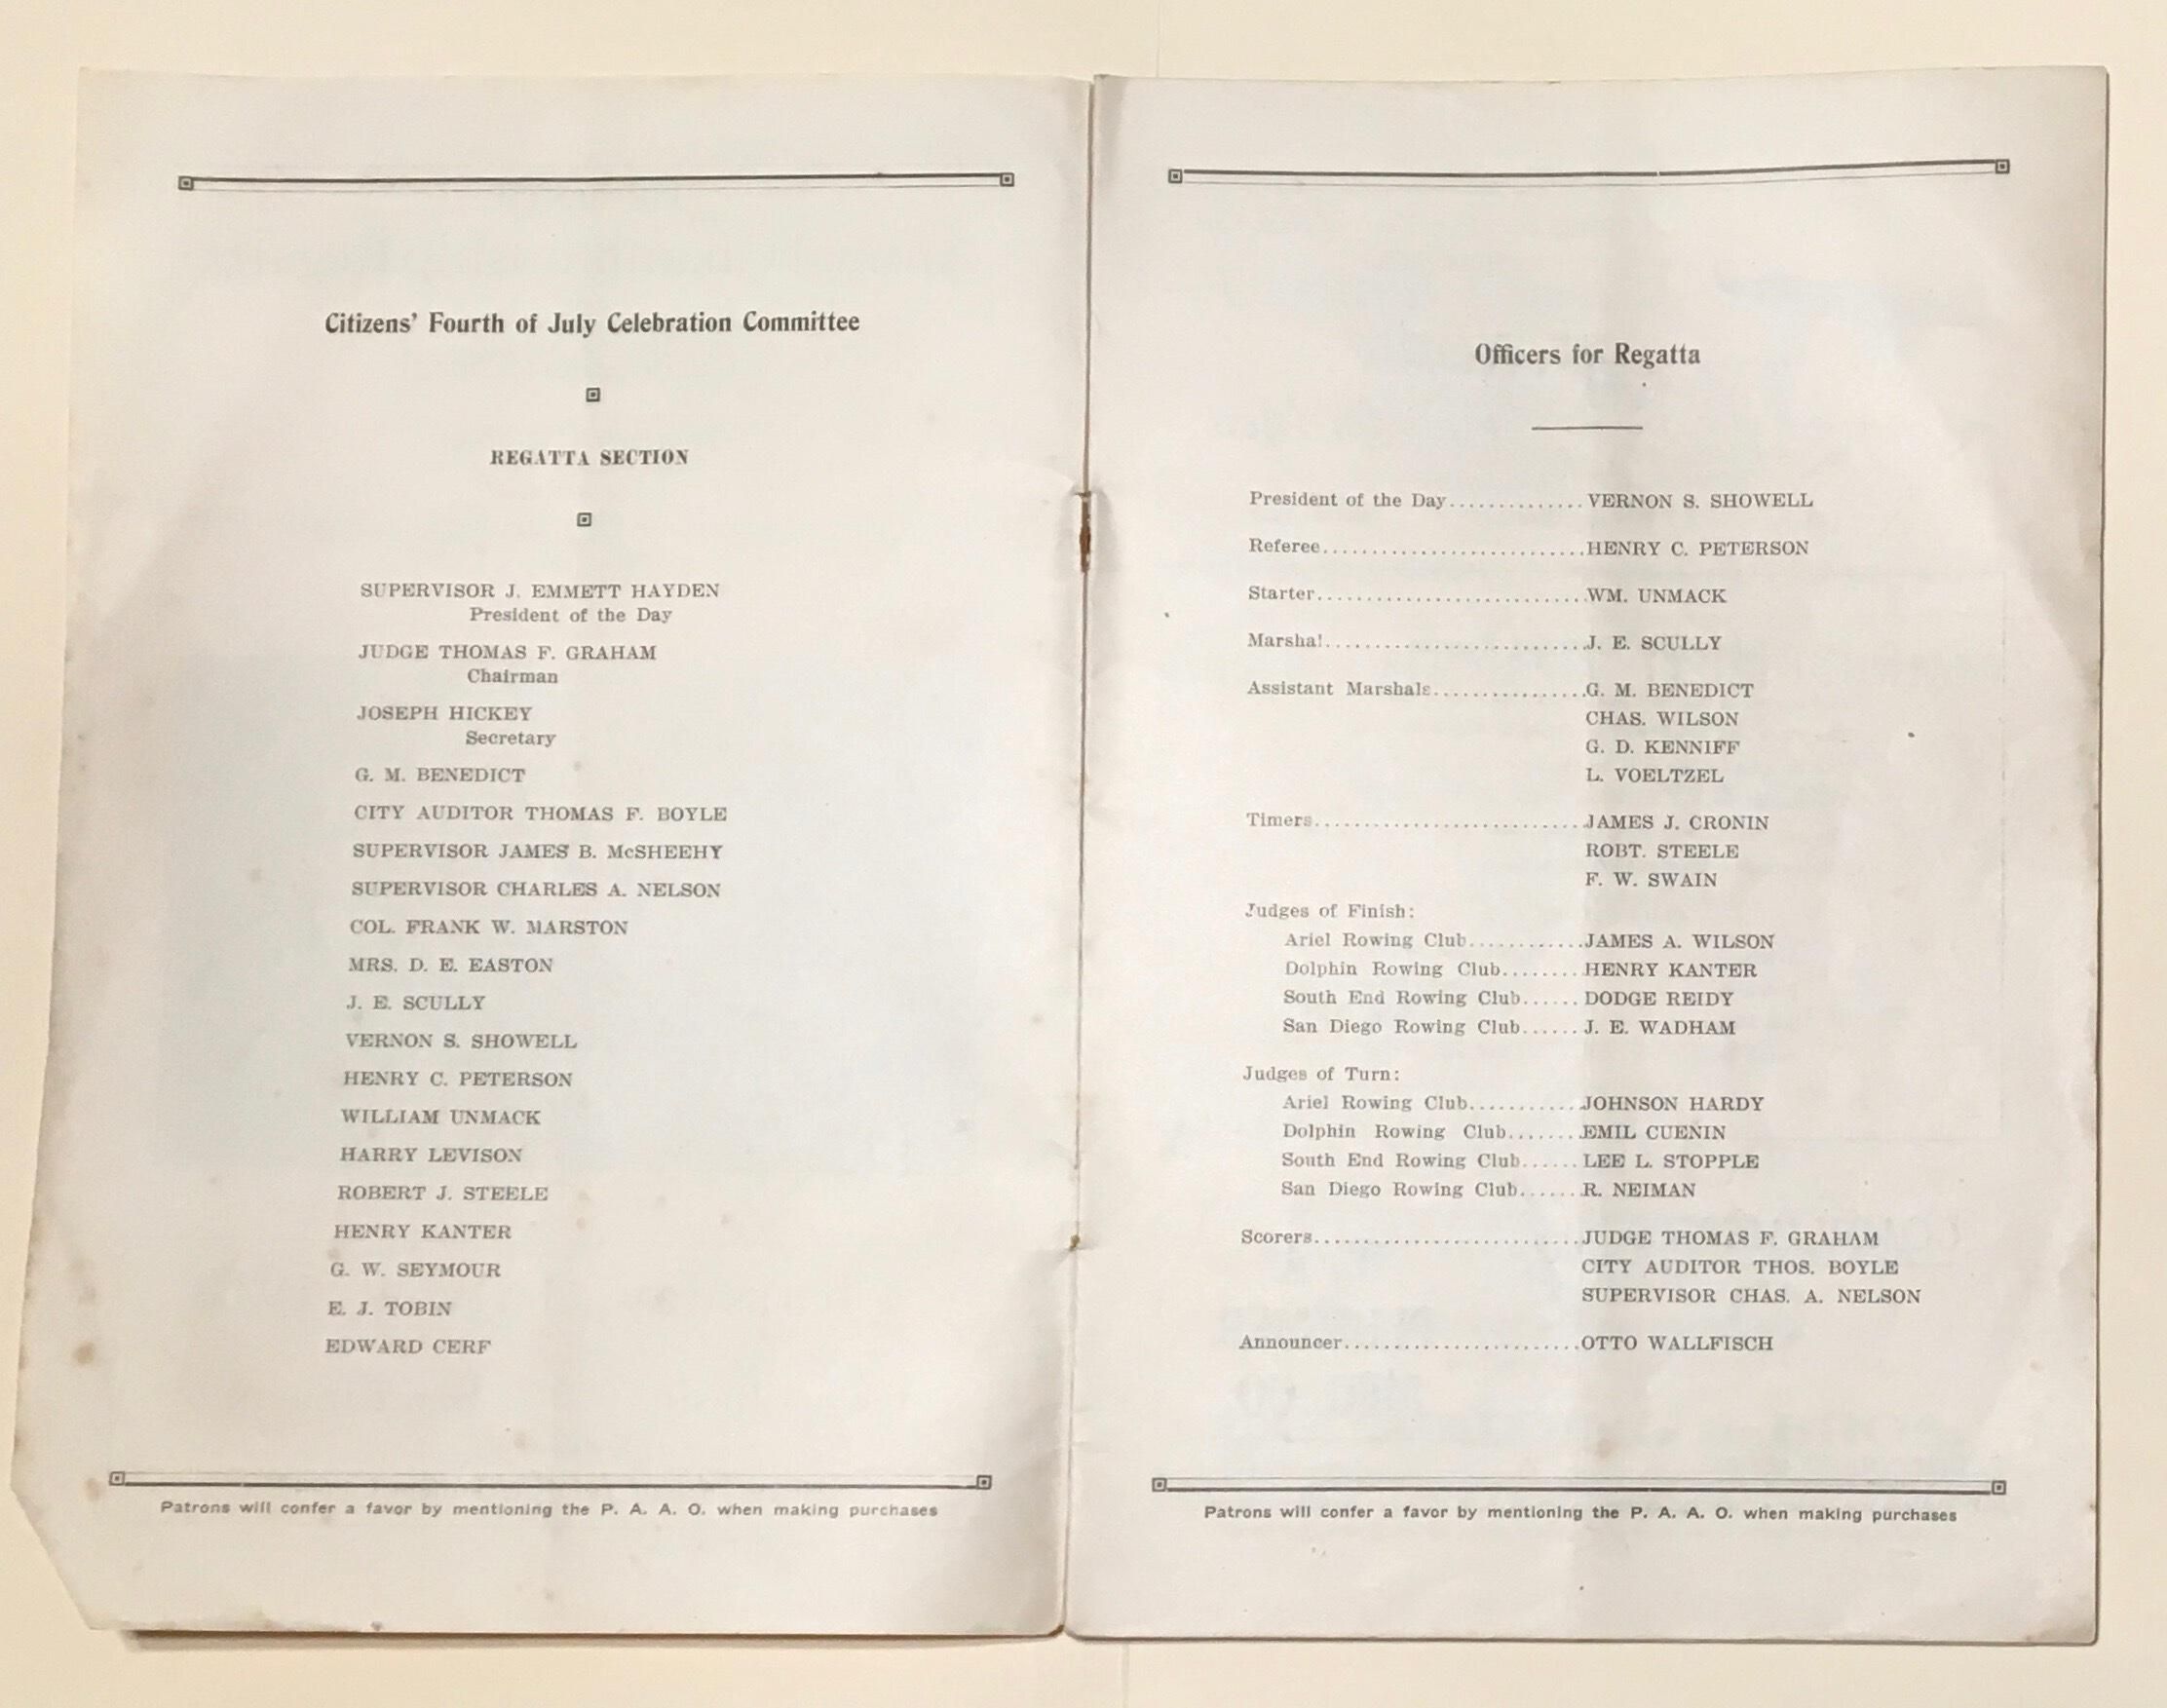 Citizens' Fourth of July Celebration Committee
REGATTA SECTION
SUPERVISOR J. EMMETT HAYDEN
President of the Day
JUDGE THOMAS F. GRAHAM
Chairman
JOSEPH HICKEY
Secretary
G. M. BENEDICT
CITY AUDITOR THOMAS F. BOYLE
SUPERVISOR JAMES B. McSHEEHY
SUPERVISOR CHARLES A. NELSON
COL. FRANK W. MARSTON
MRS. D. E. EASTON
J. E. SCULLY
VERNON S. SHOWELL
HENRY C. PETERSON
WILLIAM UNMACK
HARRY LEVISON
ROBERT J. STEELE
HENRY KANTER
G. W. SEYMOUR
E. J. TOBIN
EDWARD CERF
Patrons will confer a favor by mentioning the P. A. A. O. when making purchases
Officers for Regatta
President of the Day..............VERNON S. SHOWELL
Referee..........................HENRY C. PETERSON
Starter...........................WM. UNMACK
Marshal..........................J. E. SCULLY
Assistant Marshals................G. M. BENEDICT
CHAS. WILSON
G. D. KENNIFF
L. VOELTZEL
Timers...........................JAMES J. CRONIN
ROBT. STEELE
F. W. SWAIN
Judges of Finish:
Ariel Rowing Club............JAMES A. WILSON
Dolphin Rowing Club........HENRY KANTER
South End Rowing Club......DODGE REIDY
San Diego Rowing Club......J. E. WADHAM
Judges of Turn:
Ariel Rowing Club...........JOHNSON HARDY
Dolphin Rowing Club.......EMIL CUENIN
South End Rowing Club......LEE L. STOPPLE
San Diego Rowing Club......R. NEIMAN
Scorers..........................JUDGE THOMAS F. GRAHAM
CITY AUDITOR THOS. BOYLE
SUPERVISOR CHAS. A. NELSON
Announcer........................OTTO WALLFISCH
Patrons will confer a favor by mentioning the P. A. A. O. when making purchases